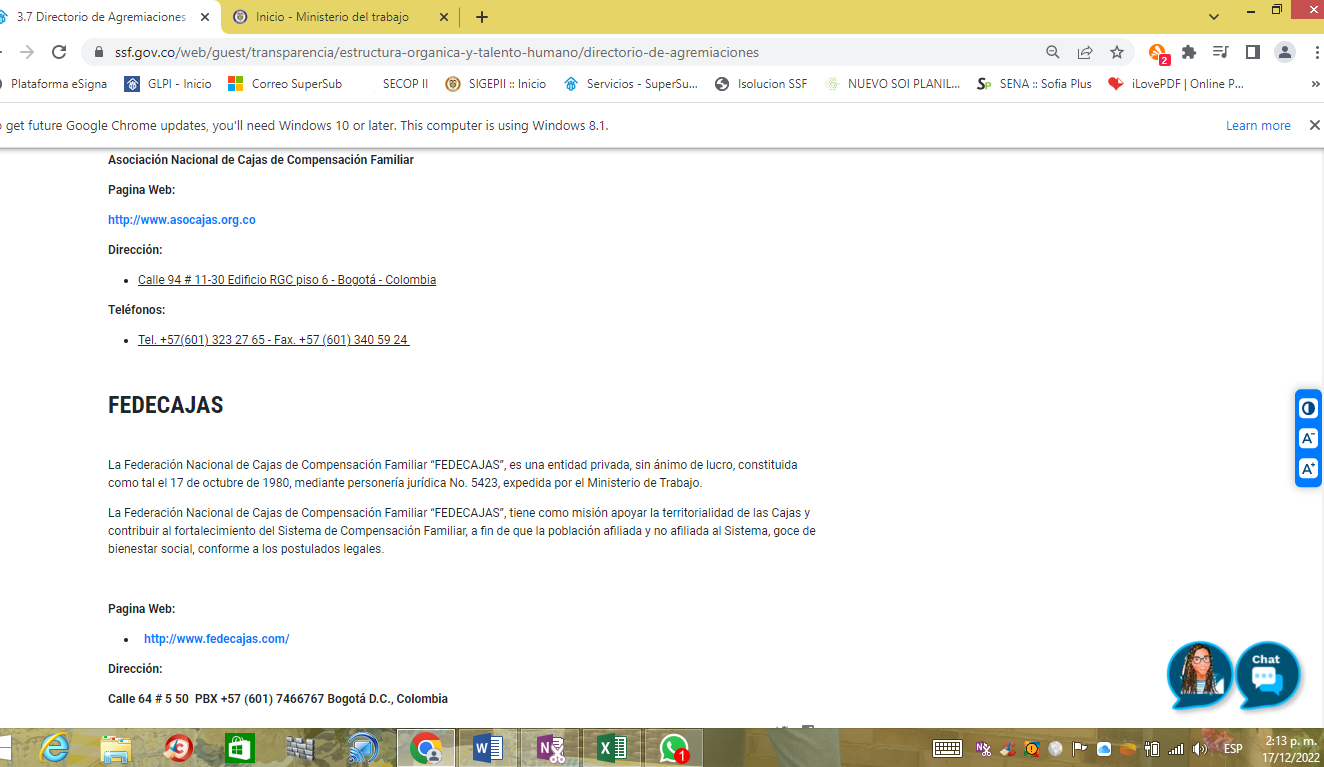 3.7 Directorio de Agremiaciones
Inicio - Ministerio del trabajo
ssf.gov.co/web/guest/transparencia/estructura-organica-y-talento-humano/directorio-de-agremiaciones
2
Plataforma eSigna
GLPI - Inicio
Correo SuperSub
SECOP II
SIGEPII :: Inicio
Servicios - SuperSu...
Isolucion SSF
NUEVO SOI PLANIL...
SENA :: Sofia Plus
iLovePDF | Online P...
get future Google Chrome updates, you'll need Windows 10 or later. This computer is using Windows 8.1.
Learn more
Asociación Nacional de Cajas de Compensación Familiar
Pagina Web:
http://www.asocajas.org.co
Dirección:
Calle 94 # 11-30 Edificio RGC piso 6 - Bogotá - Colombia
Teléfonos:
Tel. +57(601) 323 27 65 - Fax. +57 (601) 340 59 24
FEDECAJAS
La Federación Nacional de Cajas de Compensación Familiar “FEDECAJAS”, es una entidad privada, sin ánimo de lucro, constituida
como tal el 17 de octubre de 1980, mediante personería jurídica No. 5423, expedida por el Ministerio de Trabajo.
La Federación Nacional de Cajas de Compensación Familiar “FEDECAJAS”, tiene como misión apoyar la territorialidad de las Cajas y
contribuir al fortalecimiento del Sistema de Compensación Familiar, a fin de que la población afiliada y no afiliada al Sistema, goce de
bienestar social, conforme a los postulados legales.
Pagina Web:
http://www.fedecajas.com/
Dirección:
Calle 64 # 5 50  PBX +57 (601) 7466767 Bogotá D.C., Colombia
A-
A+
Chat
1
ESP
2:13 p. m.
17/12/2022